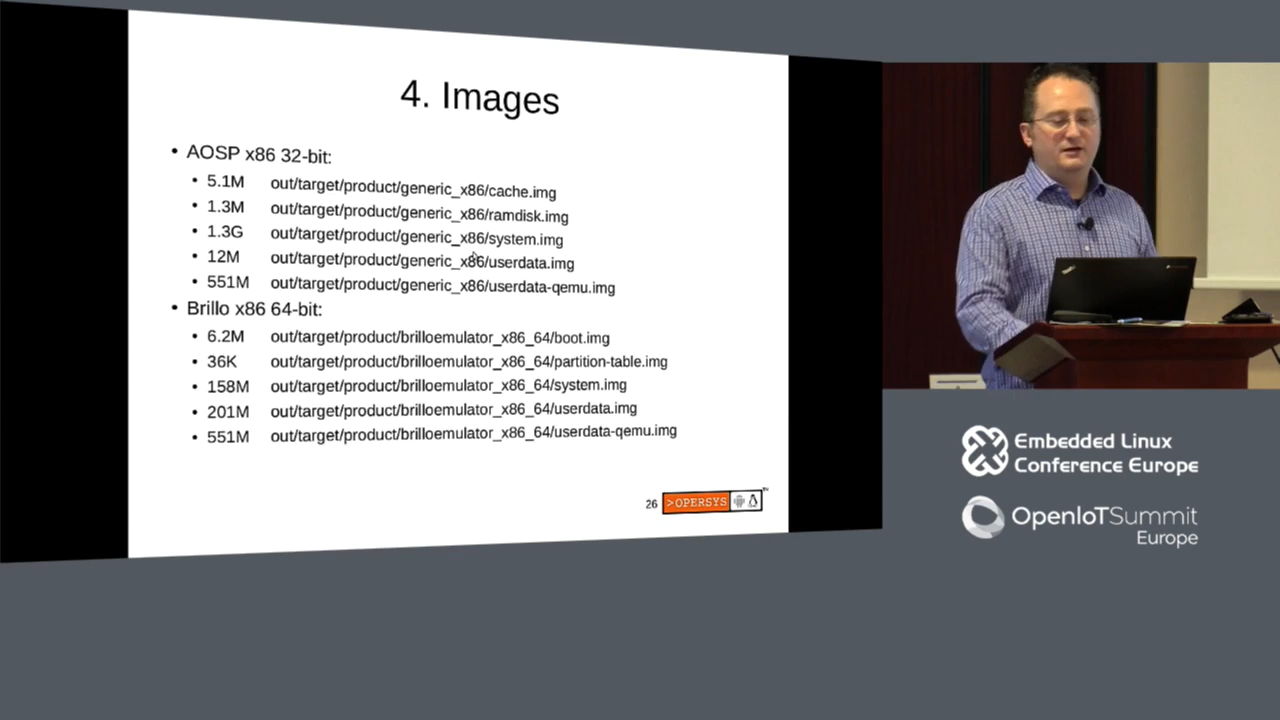 4. Images
• AOSP x86 32-bit:
• 5.1M out/target/product/generic_x86/cache.img
• 1.3M out/target/product/generic_x86/ramdisk.img
• 1.3G out/target/product/generic_x86/system.img
• 12M out/target/product/generic_x86/userdata.img
• 551M out/target/product/generic_x86/userdata-qemu.img
• Brillo x86 64-bit:
• 6.2M out/target/product/brilloemulator_x86_64/boot.img
• 36K out/target/product/brilloemulator_x86_64/partition-table.img
• 158M out/target/product/brilloemulator_x86_64/system.img
• 201M out/target/product/brilloemulator_x86_64/userdata.img
• 551M out/target/product/brilloemulator_x86_64/userdata-qemu.img
26 >OPERSYS
Embedded Linux
Conference Europe
OpenIoTSummit
Europe